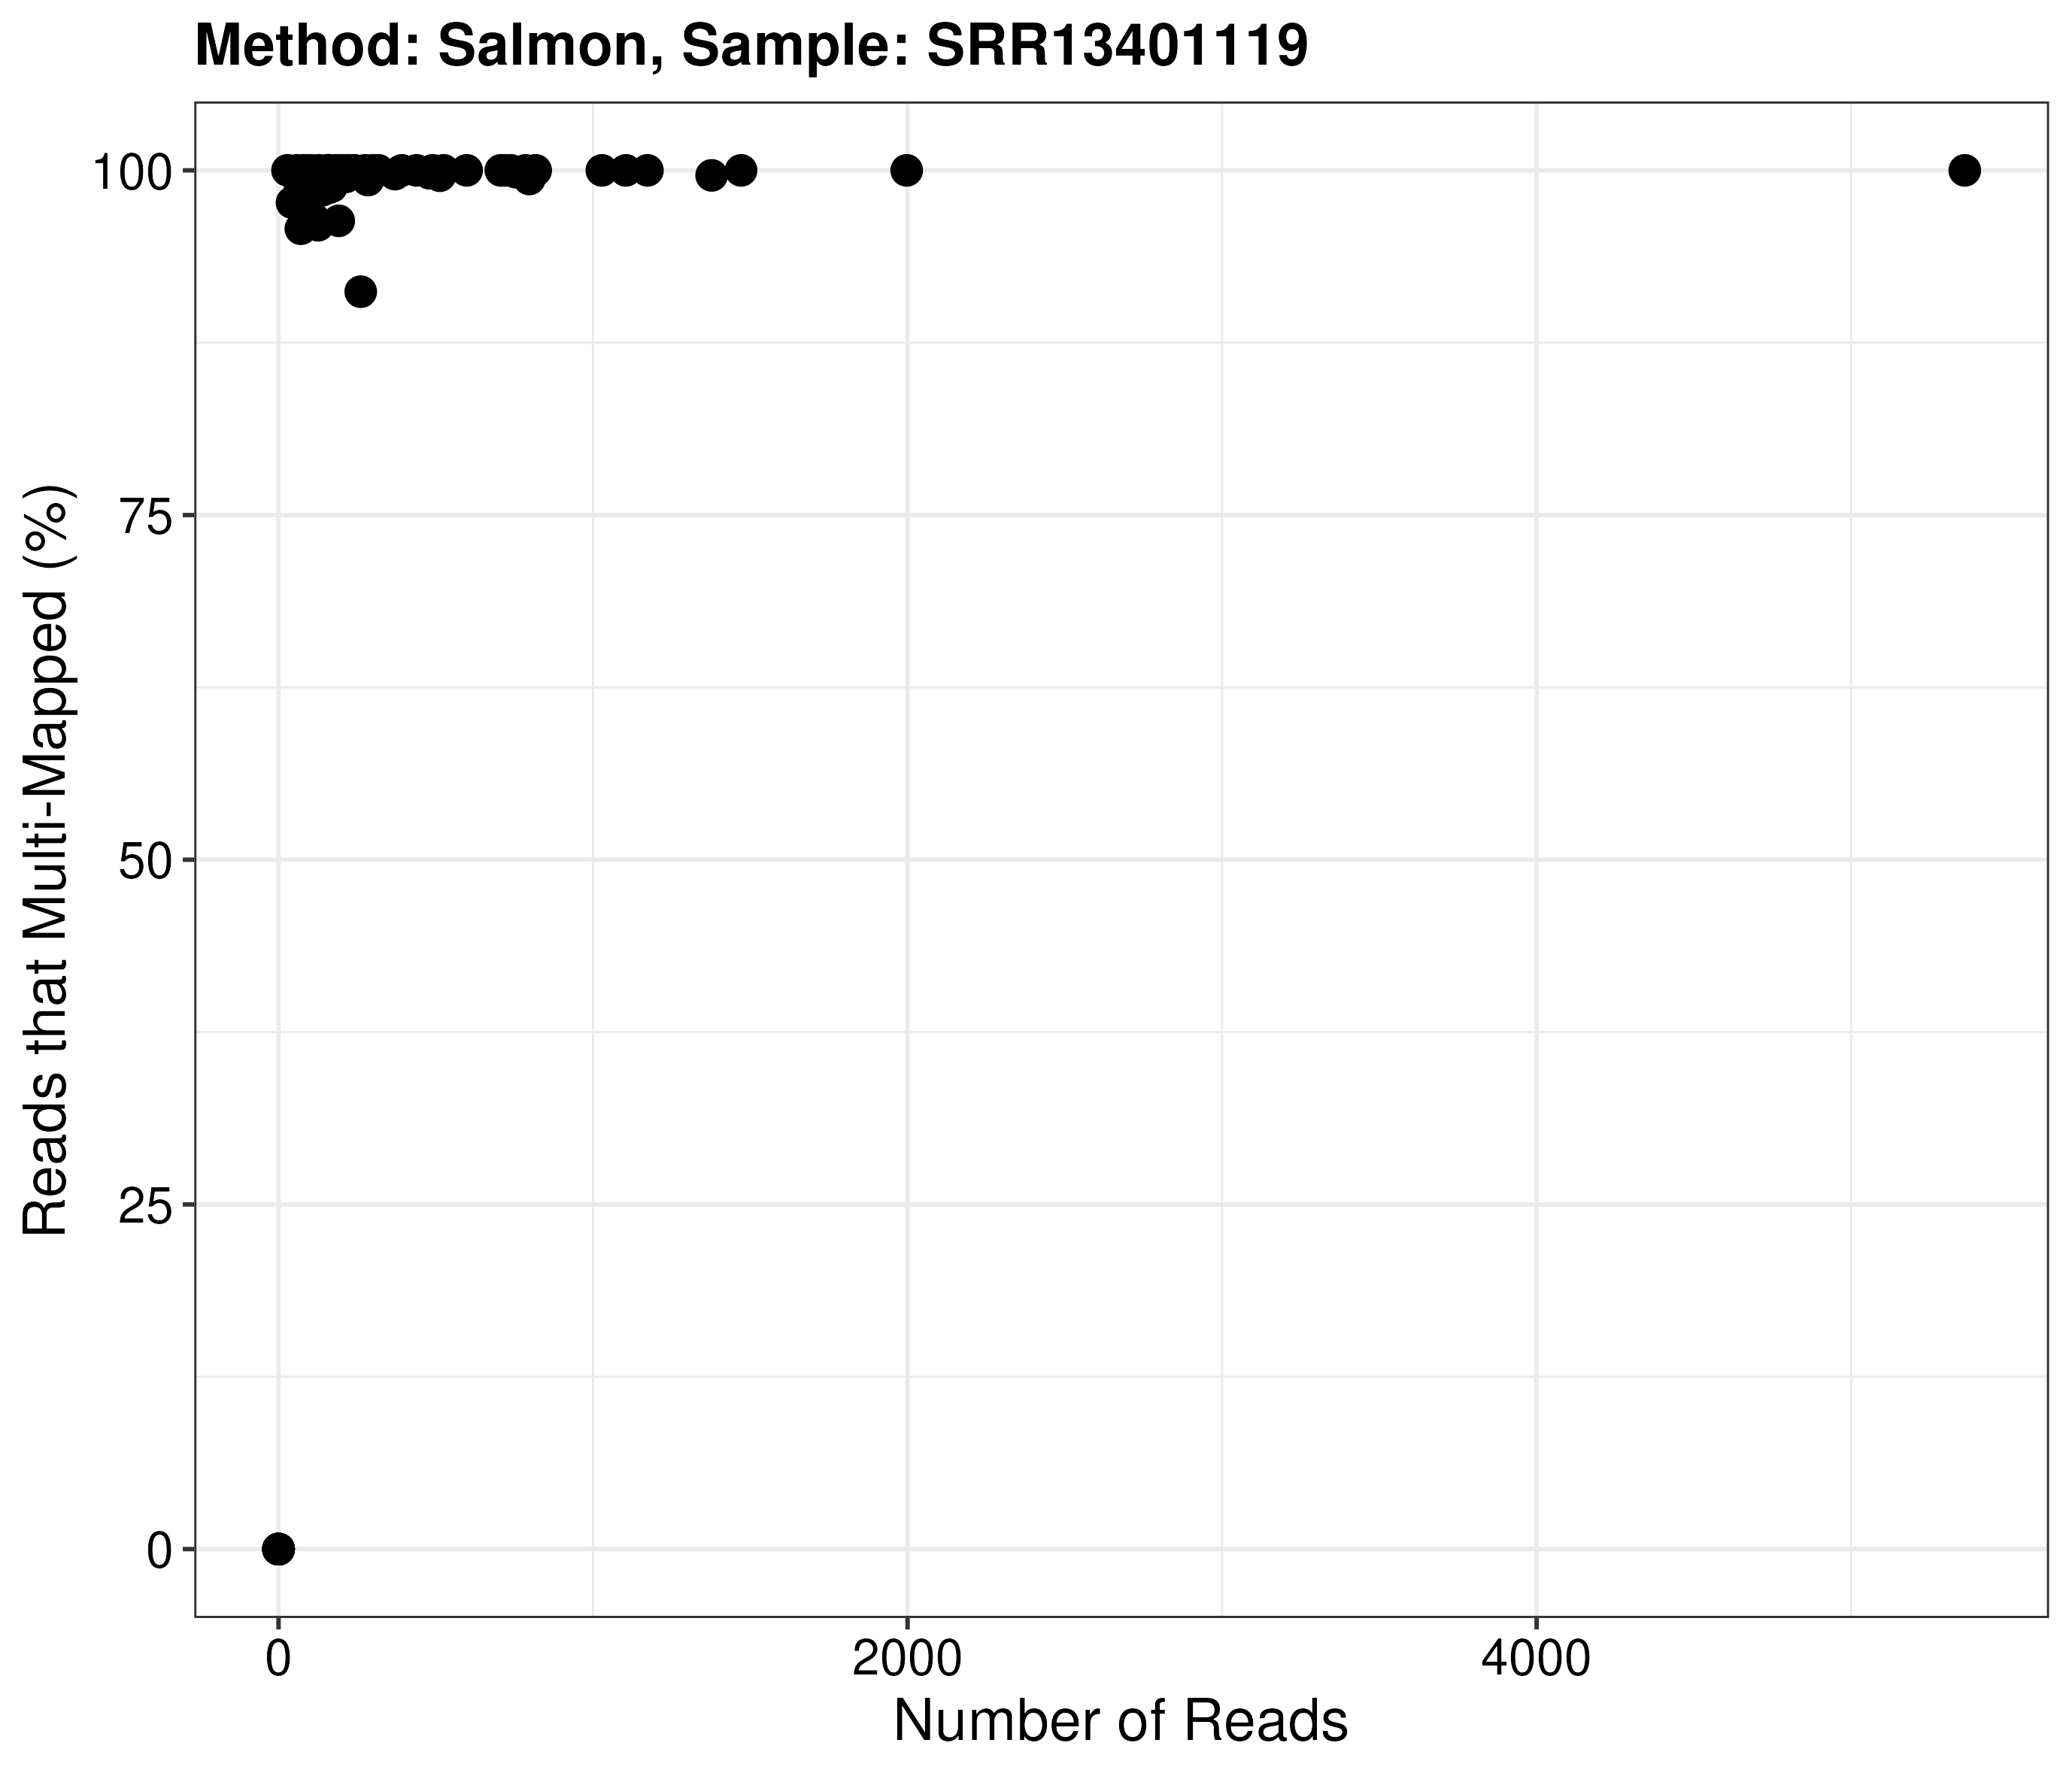 Method: Salmon, Sample: SRR13401119
Reads that Multi-Mapped (%)
100
75
50
25
0
0 2000 4000
Number of Reads